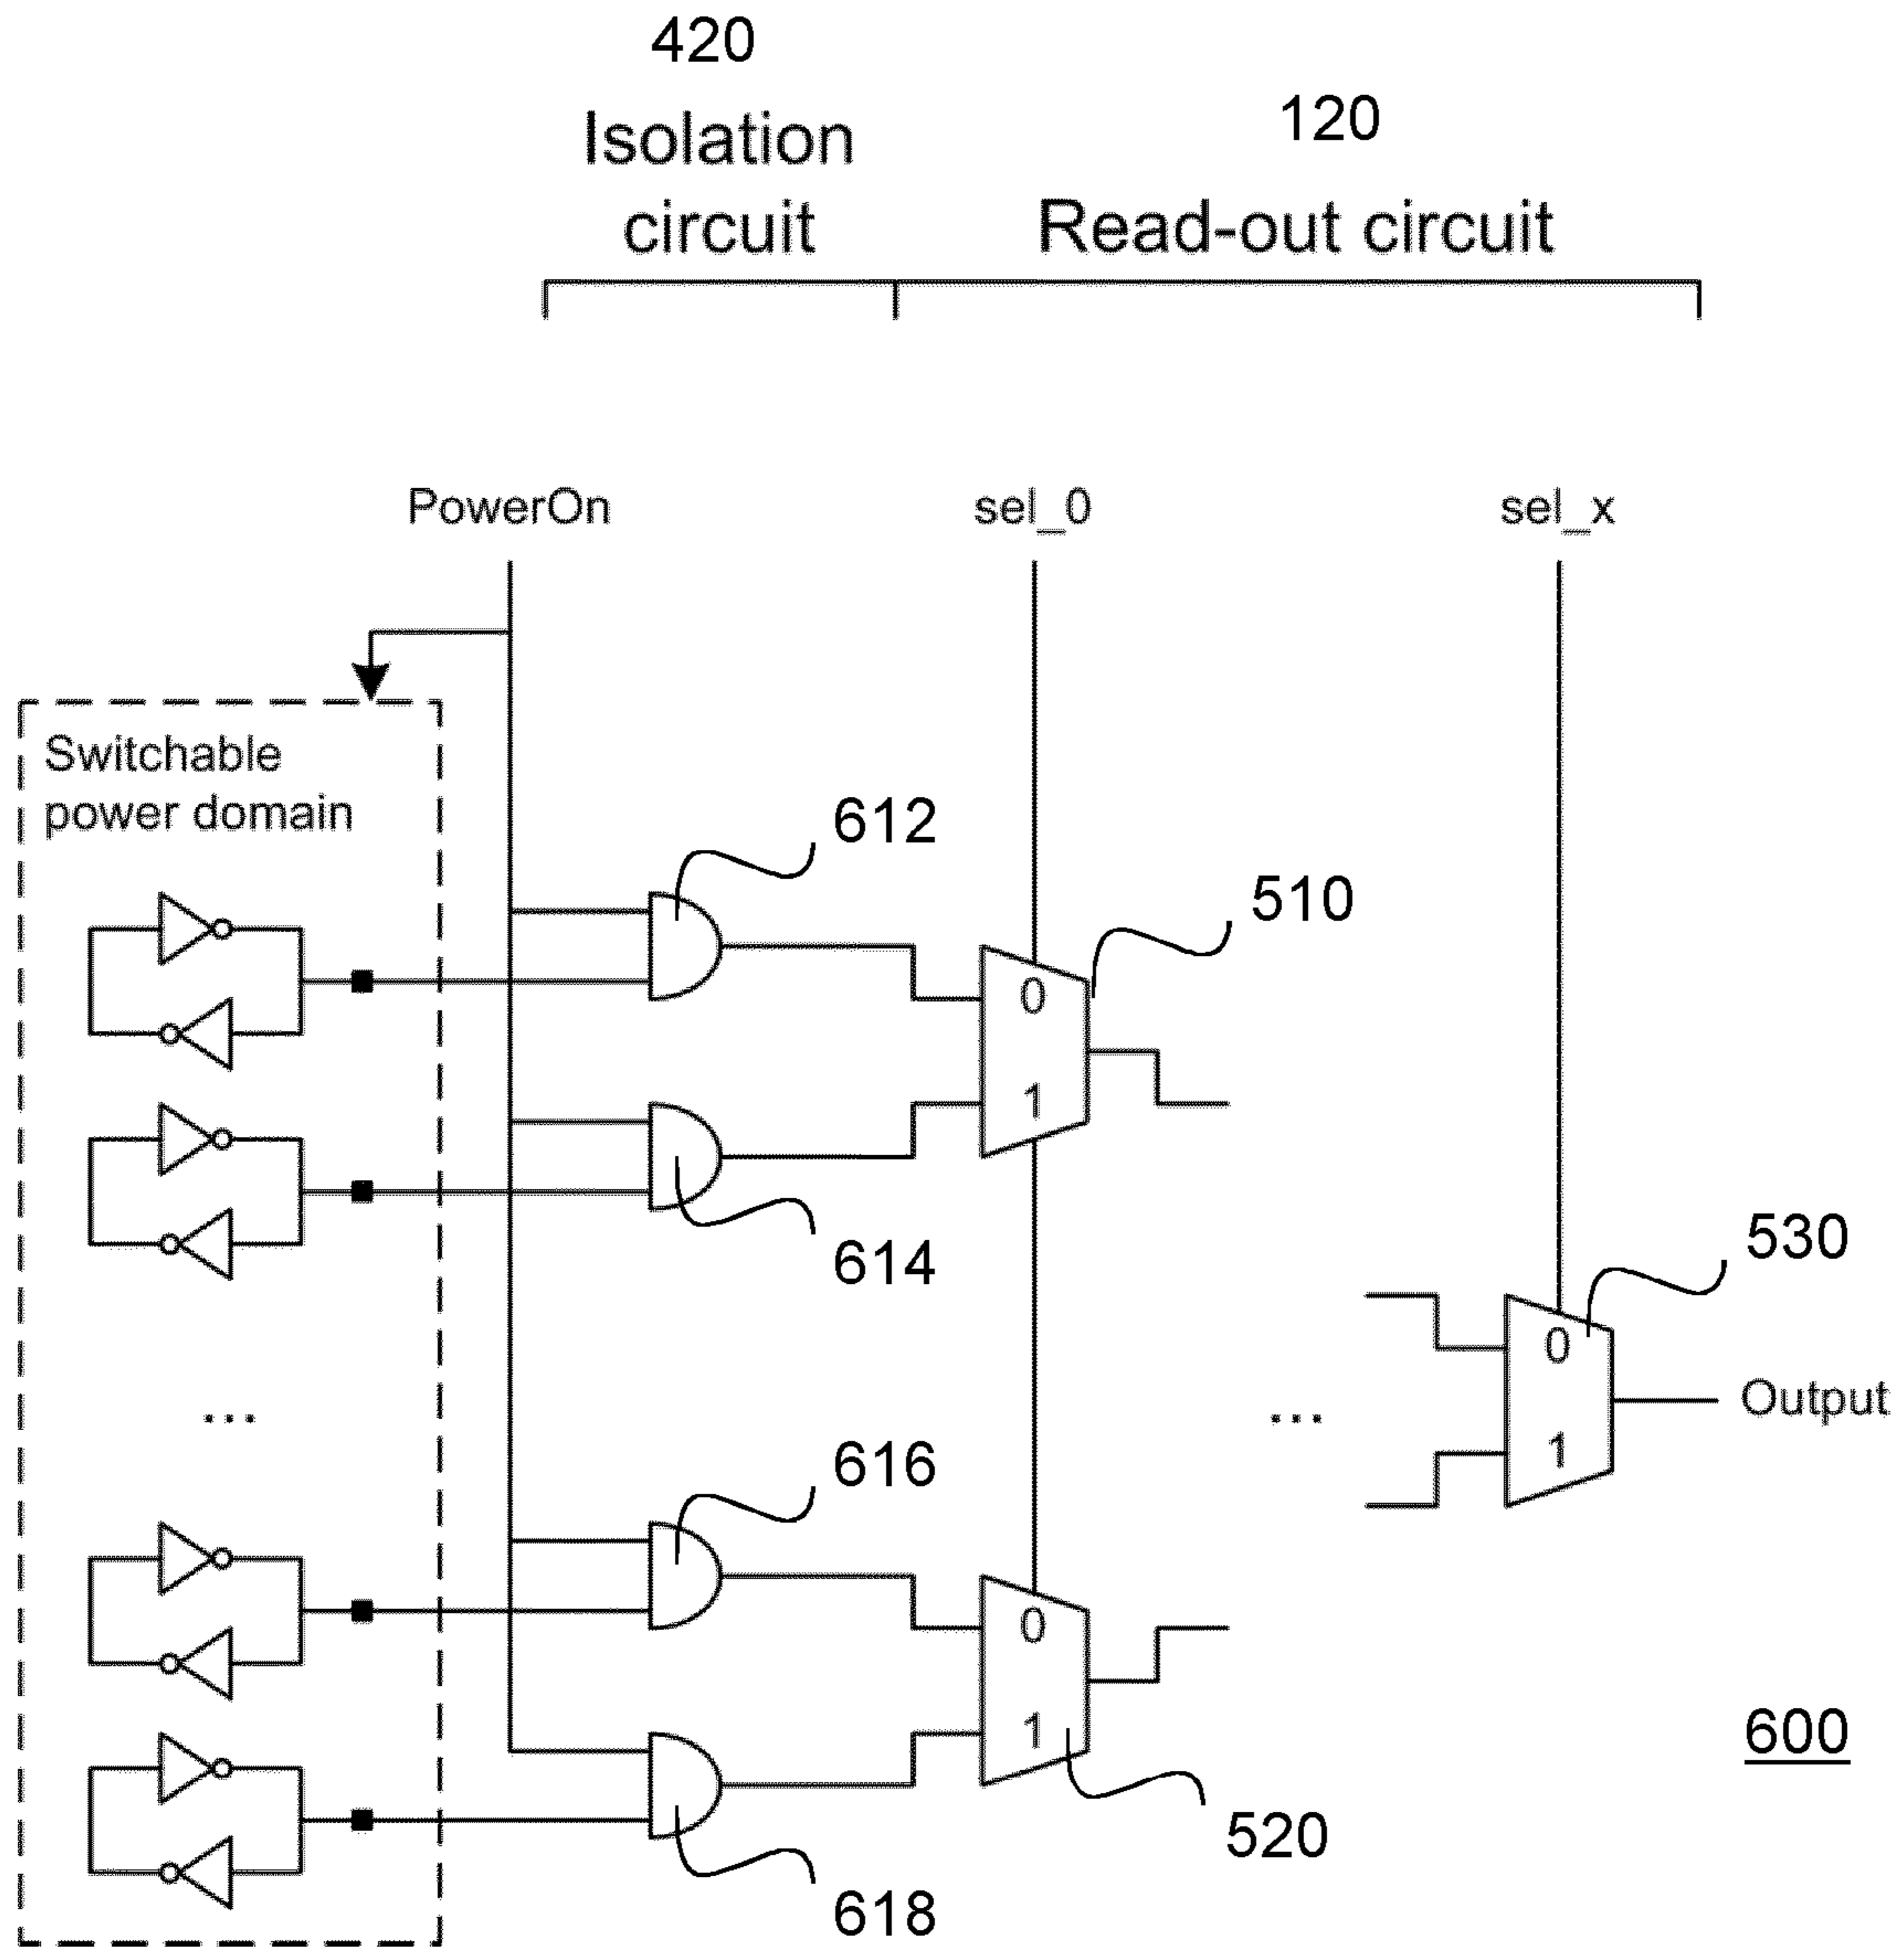 420
Isolation
circuit
120
Read-out circuit
PowerOn
sel_0
sel_x
Switchable
power domain
612
510
0
1
614
530
0
1
Output
...
...
616
0
1
520
618
600